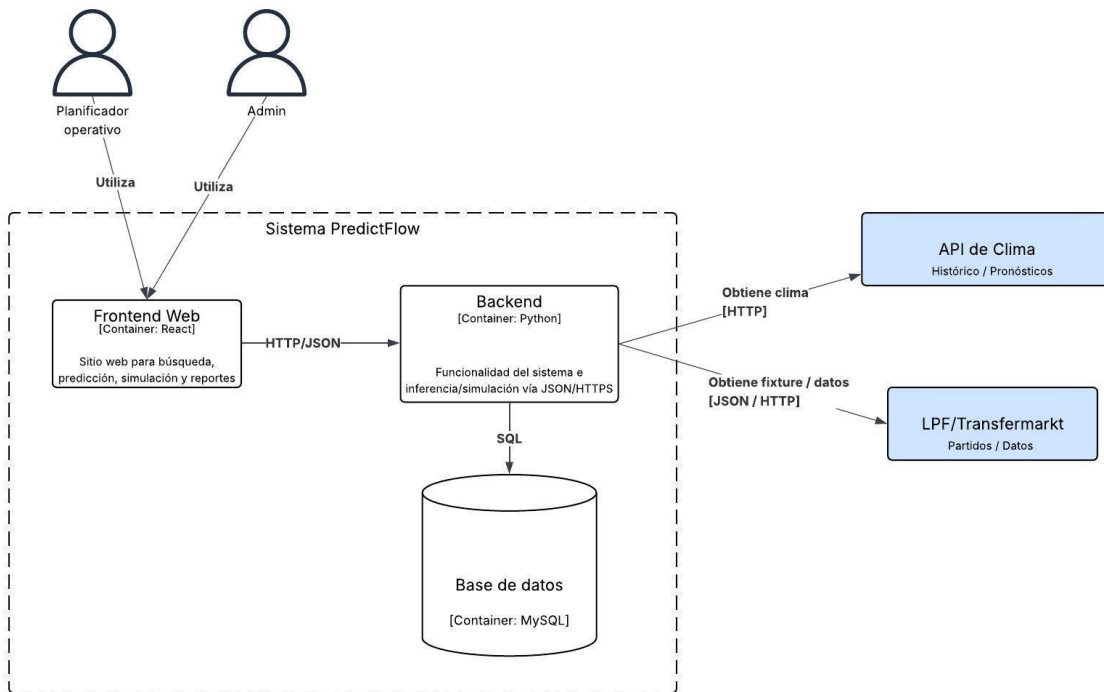 Planificador
operativo
Admin
Utiliza
Utiliza
Sistema PredictFlow
Frontend Web
[Container: React]
Sitio web para búsqueda,
predicción, simulación y reportes
HTTP/JSON
Backend
[Container: Python]
Funcionalidad del sistema e
inferencia/simulación vía JSON/HTTPS
SQL
Base de datos
[Container: MySQL]
Obtiene clima
[HTTP]
API de Clima
Histórico / Pronósticos
Obtiene fixture / datos
[JSON / HTTP]
LPF/Transfermarkt
Partidos / Datos